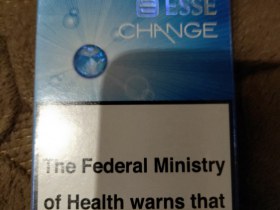 ESSE
CHANGE
The Federal Ministry
of Health warns that